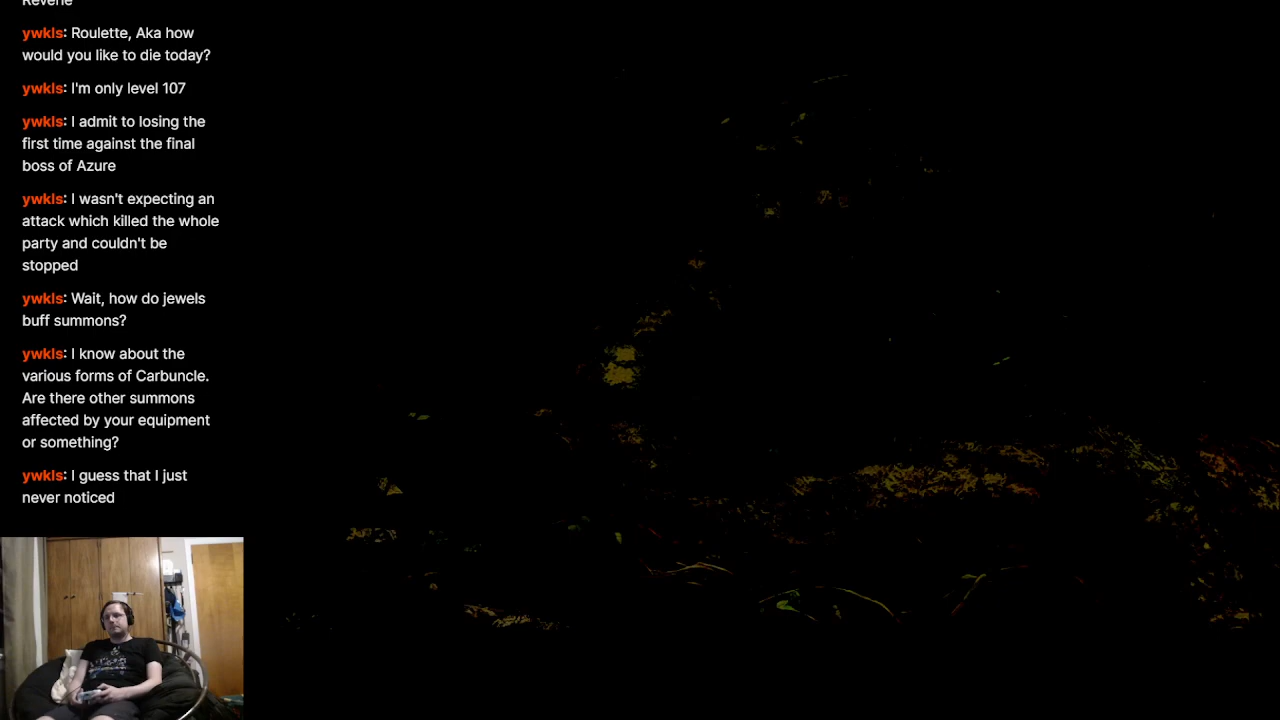 ywkls: Roulette, Aka how
would you like to die today?
ywkls: I'm only level 107
ywkls: I admit to losing the
first time against the final
boss of Azure
ywkls: I wasn't expecting an
attack which killed the whole
party and couldn't be
stopped
ywkls: Wait, how do jewels
buff summons?
ywkls: I know about the
various forms of Carbuncle.
Are there other summons
affected by your equipment
or something?
ywkls: I guess that I just
never noticed